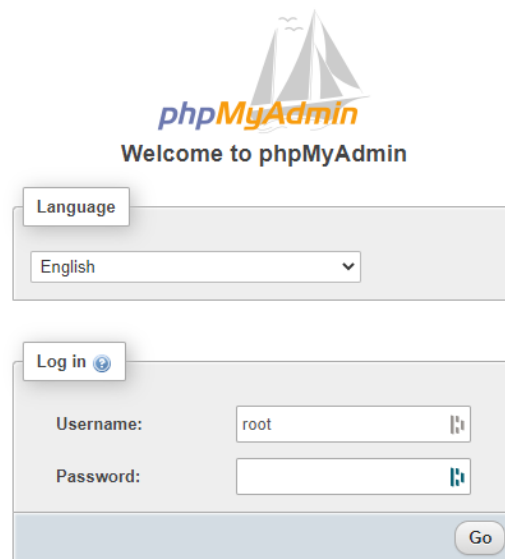 phpMyAdmin
Welcome to phpMyAdmin
Language
English
Log in
Username:
root
Password:
Go